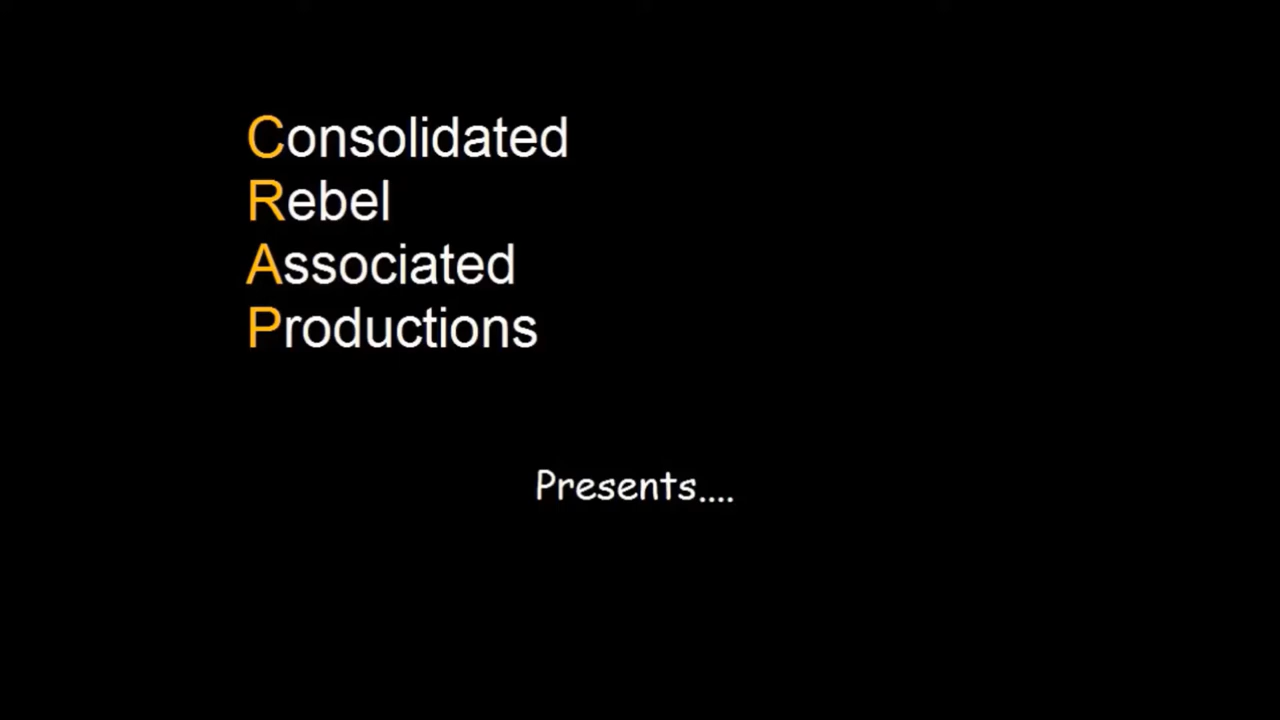 Consolidated
Rebel
Associated
Productions
Presents....